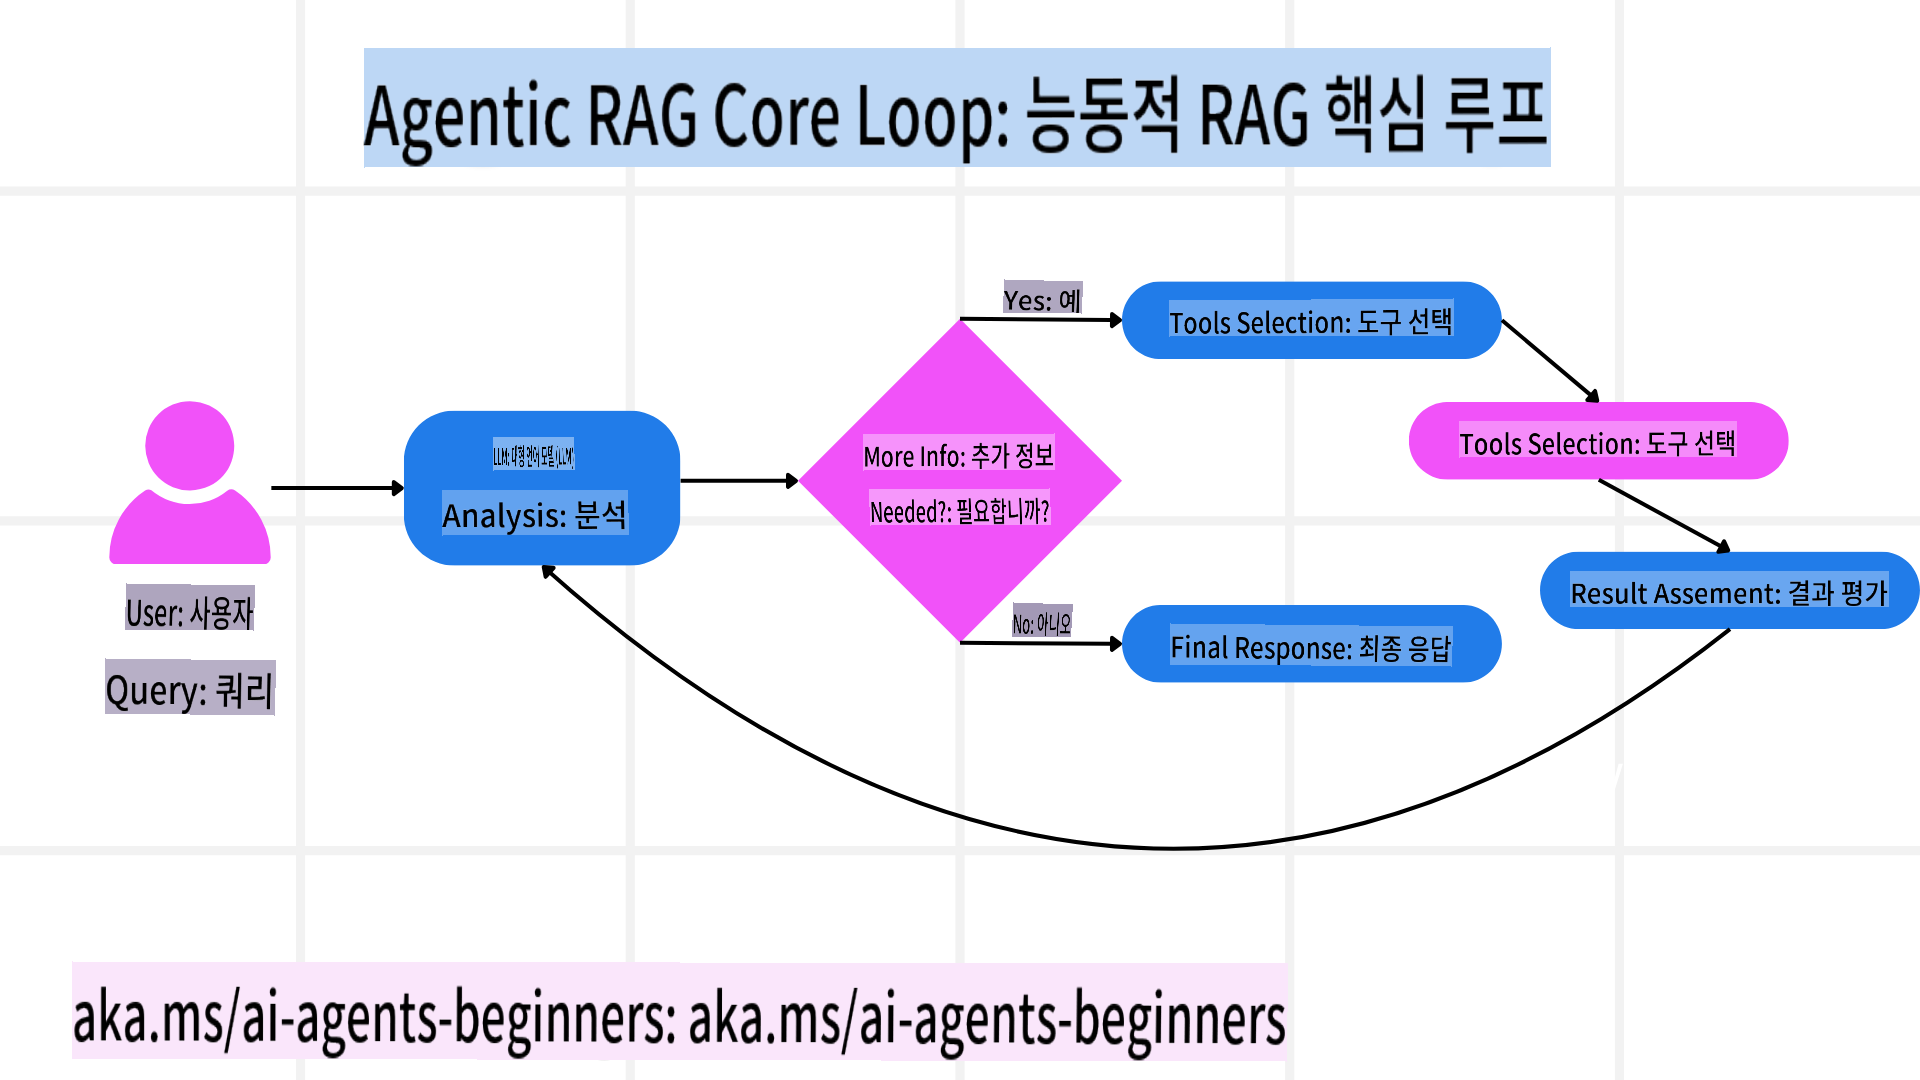 Agentic RAG Core Loop: 능동적 RAG 핵심 루프
Yes: 예
Tools Selection: 도구 선택
Tools Selection: 도구 선택
LLM: 대형 언어 모델 (LLM)
Analysis: 분석
More Info: 추가 정보
Needed?: 필요합니까?
Result Assement: 결과 평가
User: 사용자
Query: 쿼리
No: 아니오
Final Response: 최종 응답
aka.ms/ai-agents-beginners: aka.ms/ai-agents-beginners